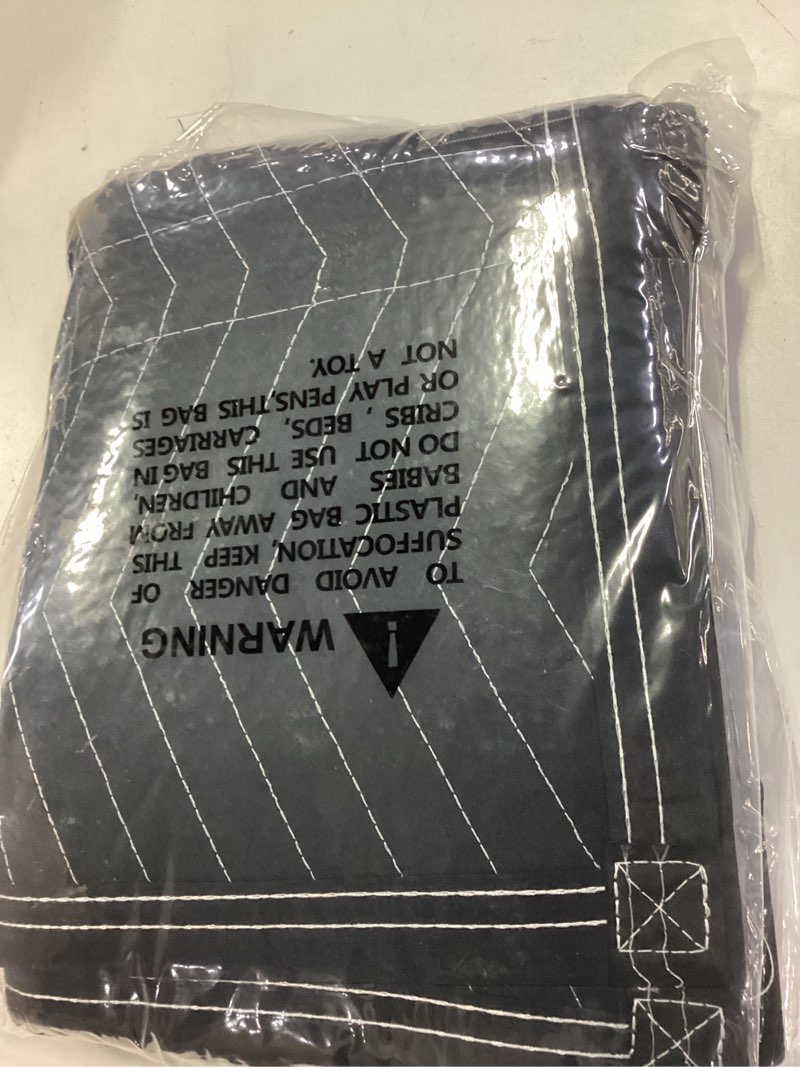 WARNING
TO AVOID DANGER OF
SUFFOCATION, KEEP THIS
PLASTIC BAG AWAY FROM
BABIES AND CHILDREN,
DO NOT USE THIS BAG IN
CRIBS , BEDS, CARRIAGES
OR PLAY PENS,THIS BAG IS
NOT A TOY.